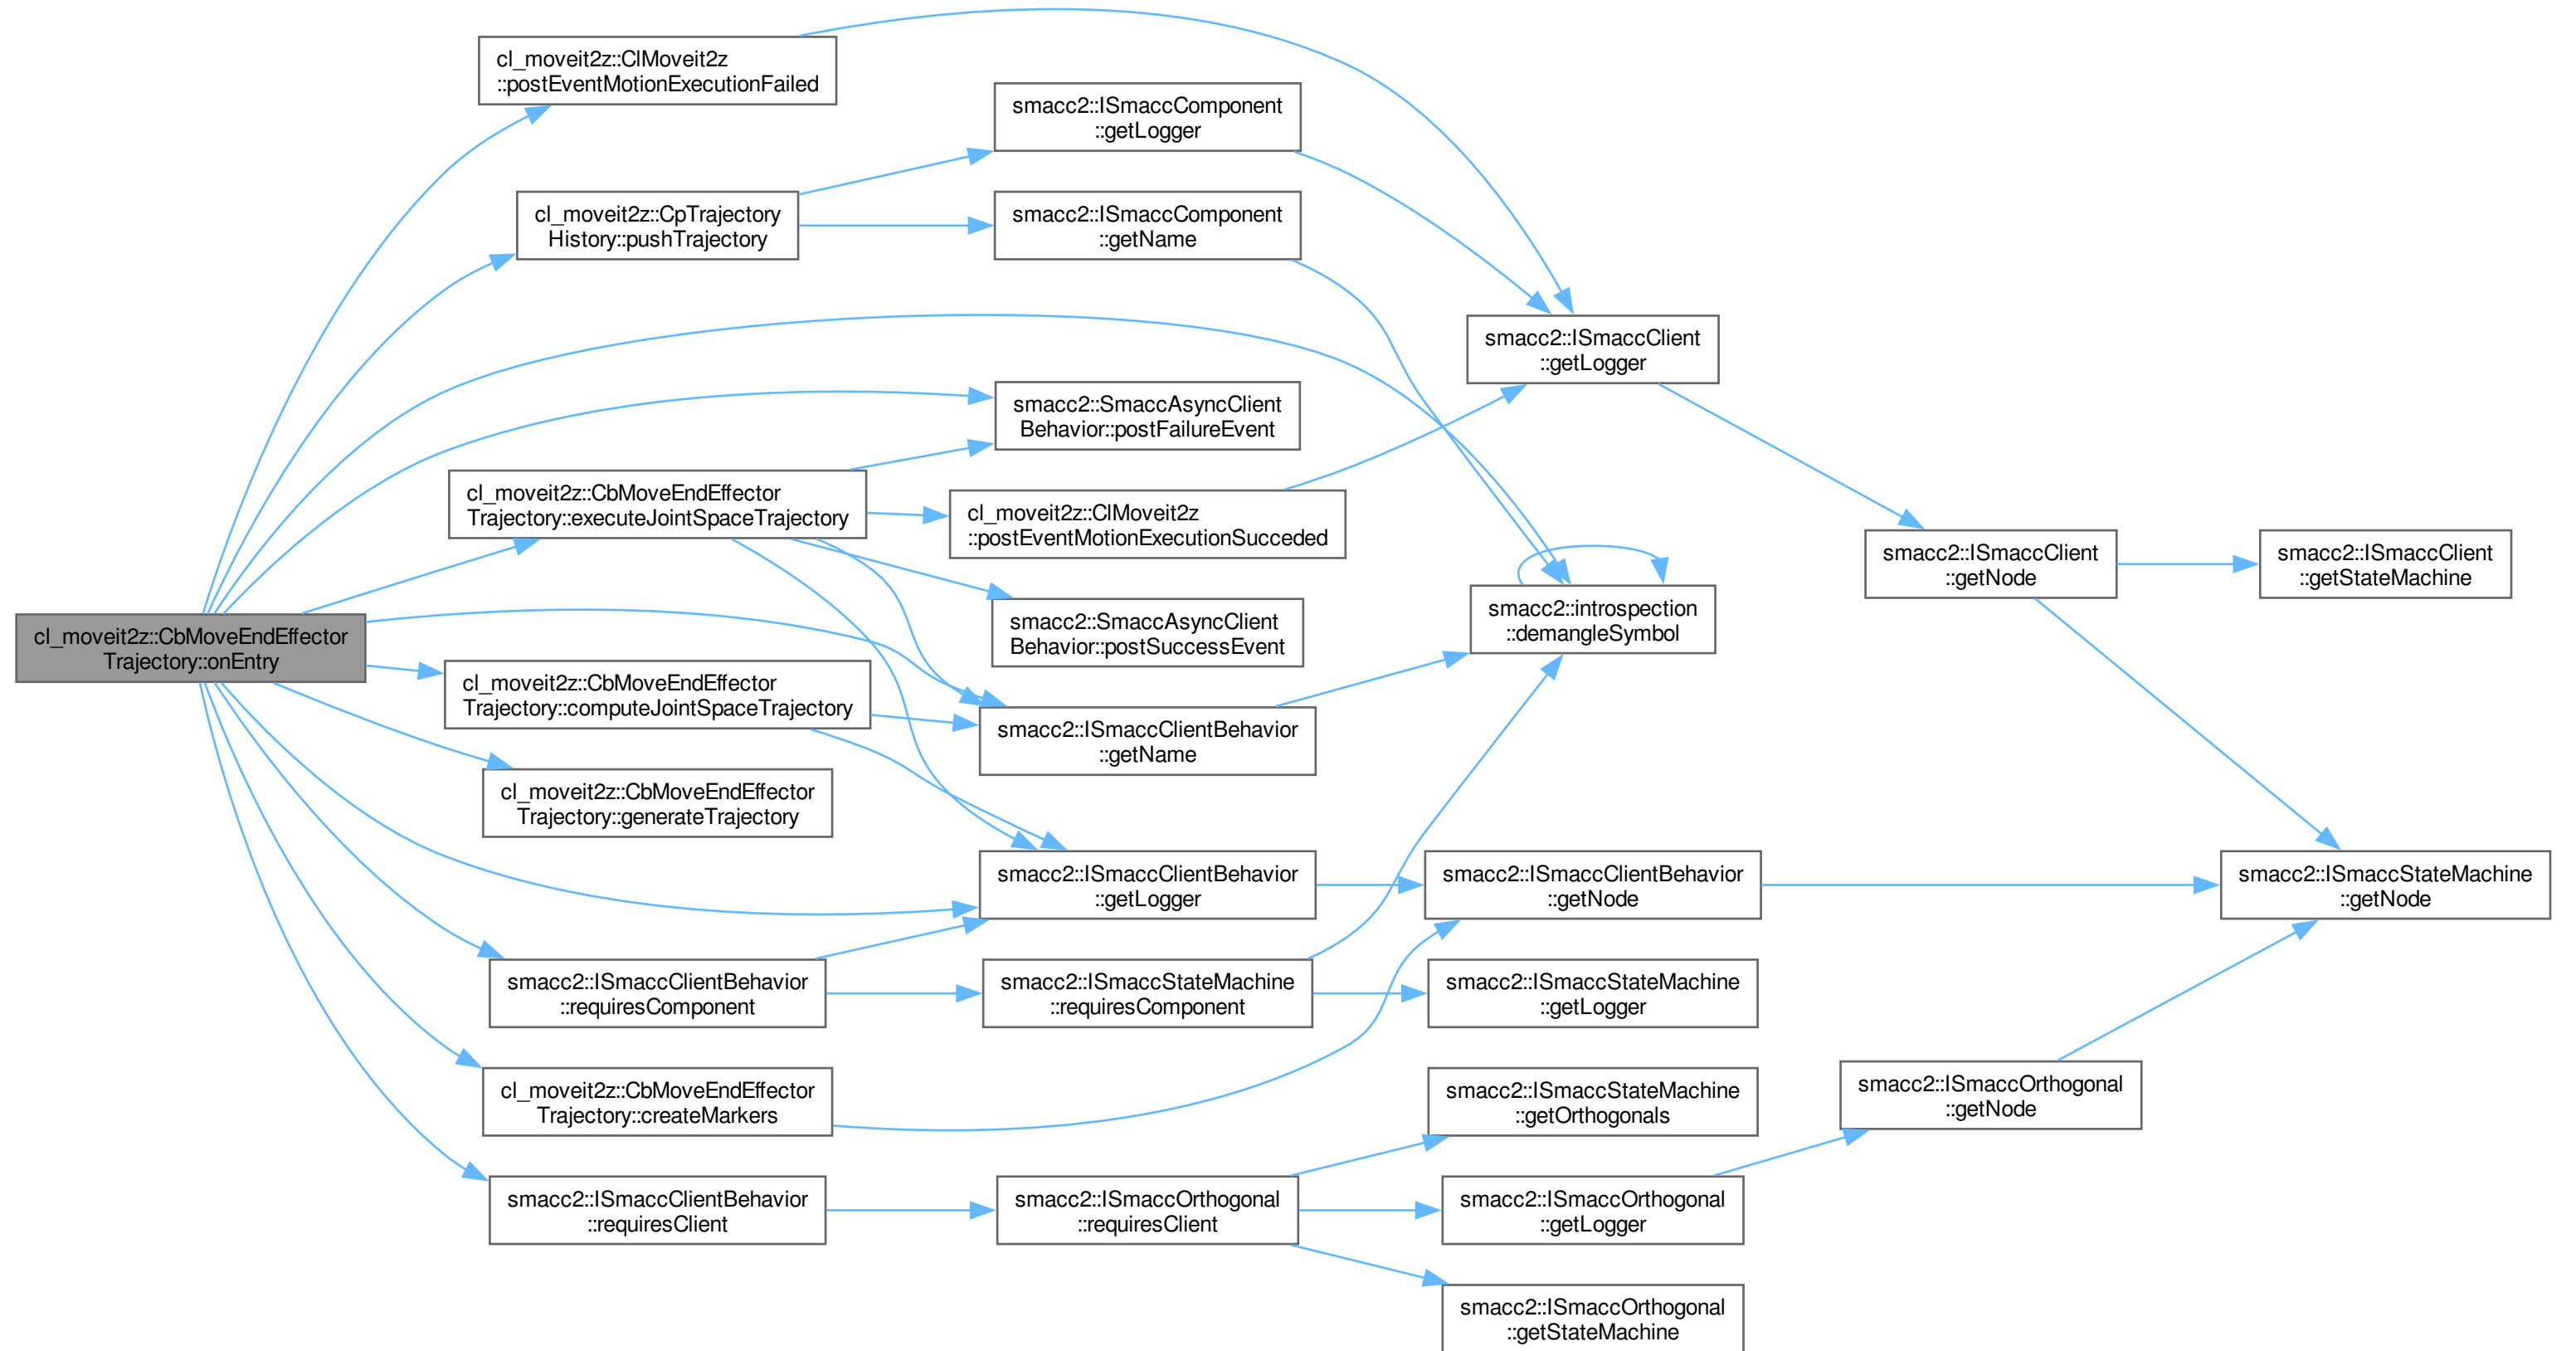 cl_moveit2z::ClMoveit2z
::postEventMotionExecutionFailed
smacc2::ISmaccComponent
::getLogger
cl_moveit2z::CpTrajectory
History::pushTrajectory
smacc2::ISmaccComponent
::getName
smacc2::ISmaccClient
::getLogger
smacc2::SmaccAsyncClient
Behavior::postFailureEvent
cl_moveit2z::CbMoveEndEffector
Trajectory::executeJointSpaceTrajectory
cl_moveit2z::ClMoveit2z
::postEventMotionExecutionSucceded
smacc2::ISmaccClient
::getNode
smacc2::ISmaccClient
::getStateMachine
smacc2::introspection
::demangleSymbol
smacc2::SmaccAsyncClient
Behavior::postSuccessEvent
cl_moveit2z::CbMoveEndEffector
Trajectory::onEntry
cl_moveit2z::CbMoveEndEffector
Trajectory::computeJointSpaceTrajectory
smacc2::ISmaccClientBehavior
::getName
cl_moveit2z::CbMoveEndEffector
Trajectory::generateTrajectory
smacc2::ISmaccClientBehavior
::getLogger
smacc2::ISmaccClientBehavior
::getNode
smacc2::ISmaccStateMachine
::getNode
smacc2::ISmaccClientBehavior
::requiresComponent
smacc2::ISmaccStateMachine
::requiresComponent
smacc2::ISmaccStateMachine
::getLogger
cl_moveit2z::CbMoveEndEffector
Trajectory::createMarkers
smacc2::ISmaccStateMachine
::getOrthogonals
smacc2::ISmaccOrthogonal
::getNode
smacc2::ISmaccClientBehavior
::requiresClient
smacc2::ISmaccOrthogonal
::requiresClient
smacc2::ISmaccOrthogonal
::getLogger
smacc2::ISmaccOrthogonal
::getStateMachine